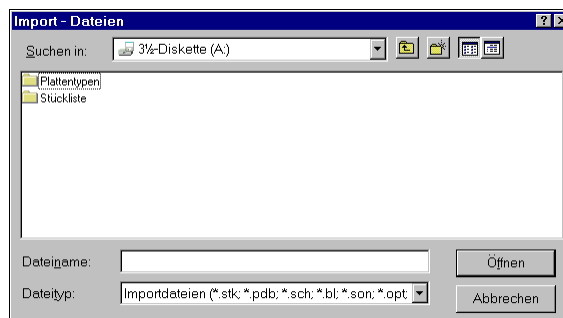 Import - Dateien
Suchen in: 3½-Diskette (A:)
Plattentypen
Stückliste
Dateiname: Öffnen
Dateityp: Importdateien (*.stk; *.pdb; *.sch; *.bl; *.son; *.opt; Abbrechen